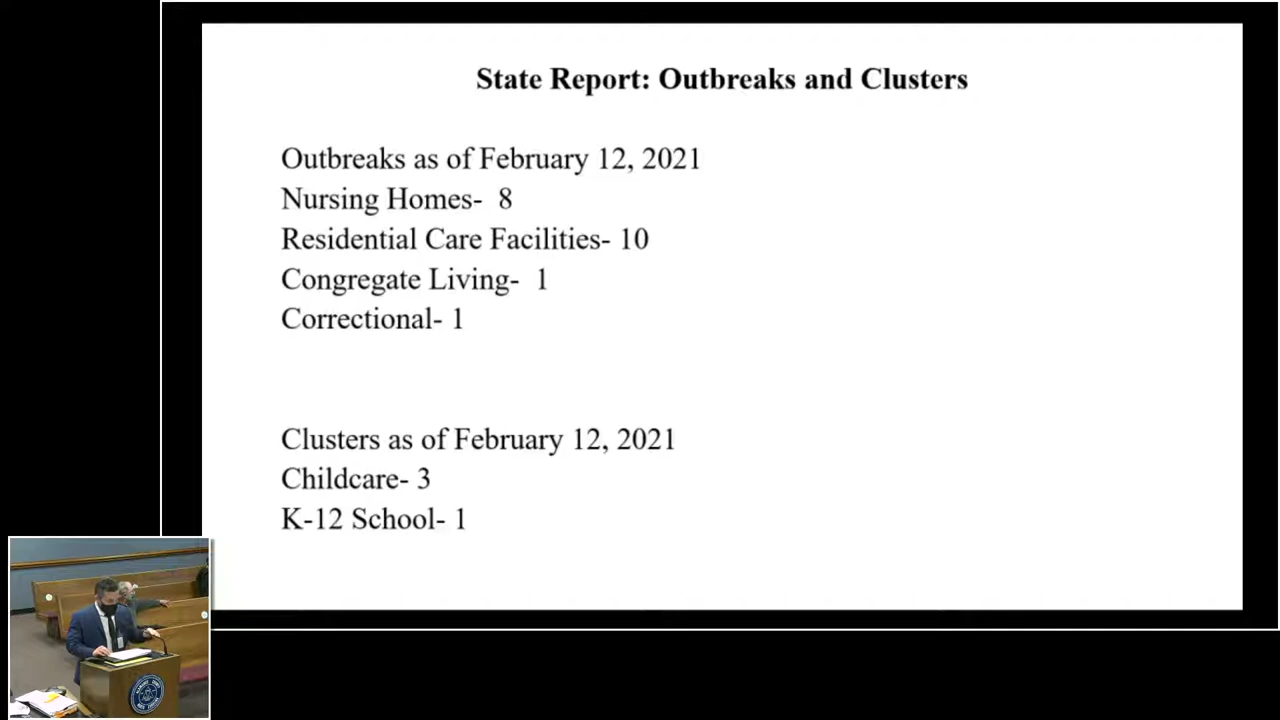 State Report: Outbreaks and Clusters
Outbreaks as of February 12, 2021
Nursing Homes-  8
Residential Care Facilities- 10
Congregate Living-  1
Correctional- 1
Clusters as of February 12, 2021
Childcare- 3
K-12 School- 1